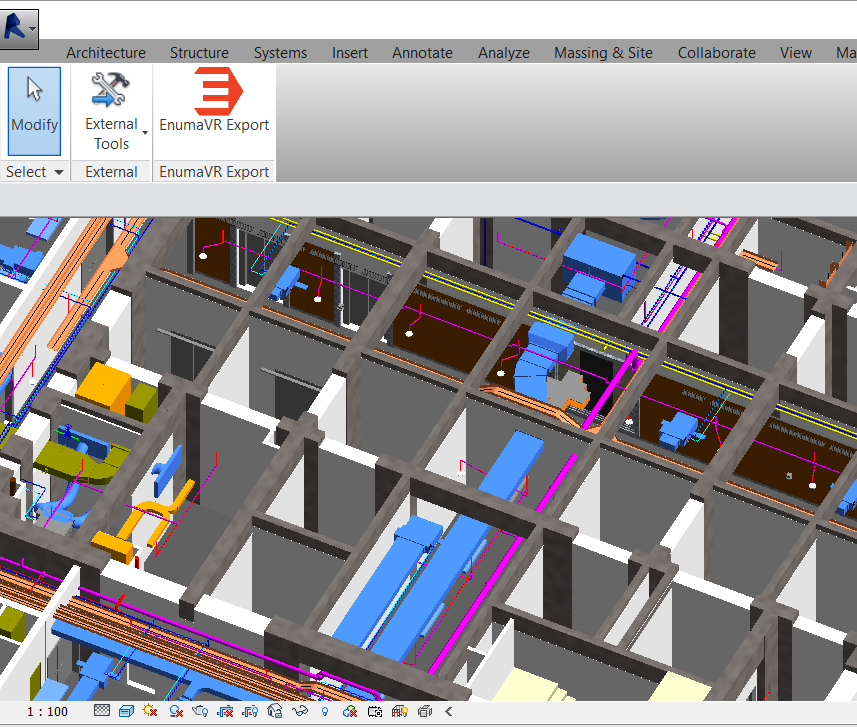 Architecture Structure Systems Insert Annotate Analyze Massing & Site Collaborate View Ma
Modify
External
Tools
EnumaVR Export
Select External EnumaVR Export
1 : 100